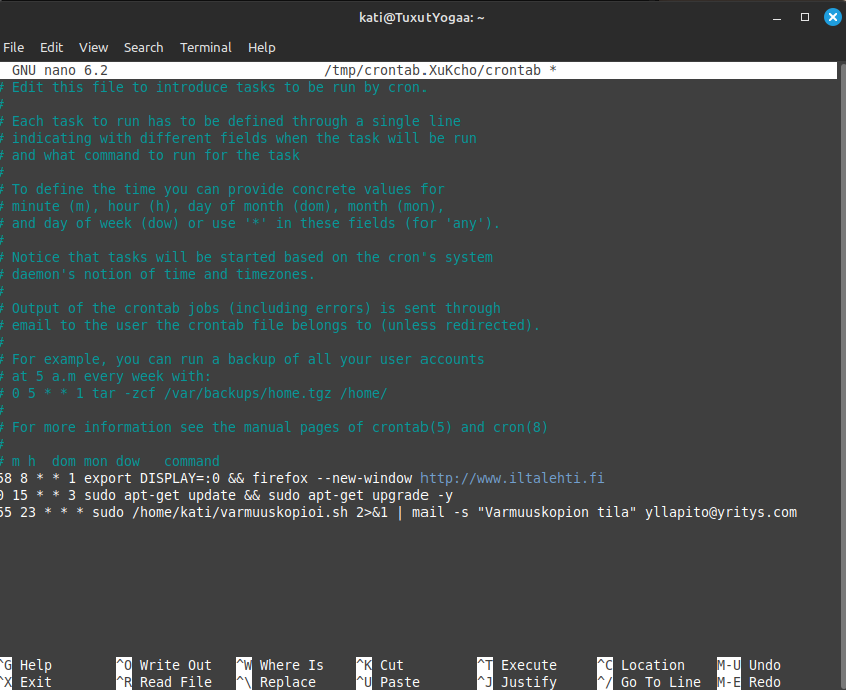 kati@TuxutYogaa: ~
File Edit View Search Terminal Help
GNU nano 6.2 /tmp/crontab.XuKcho/crontab *
# Edit this file to introduce tasks to be run by cron.
#
# Each task to run has to be defined through a single line
# indicating with different fields when the task will be run
# and what command to run for the task
#
# To define the time you can provide concrete values for
# minute (m), hour (h), day of month (dom), month (mon),
# and day of week (dow) or use '*' in these fields (for 'any').
#
# Notice that tasks will be started based on the cron's system
# daemon's notion of time and timezones.
#
# Output of the crontab jobs (including errors) is sent through
# email to the user the crontab file belongs to (unless redirected).
#
# For example, you can run a backup of all your user accounts
# at 5 a.m every week with:
# 0 5 * * 1 tar -zcf /var/backups/home.tgz /home/
#
# For more information see the manual pages of crontab(5) and cron(8)
#
# m h  dom mon dow   command
58 8 * * 1 export DISPLAY=:0 && firefox --new-window http://www.iltalehti.fi
0 15 * * 3 sudo apt-get update && sudo apt-get upgrade -y
55 23 * * * sudo /home/kati/varmuuskopioi.sh 2>&1 | mail -s "Varmuuskopion tila" yllapito@yritys.com
^G Help ^O Write Out ^W Where Is ^K Cut ^T Execute ^C Location M-U Undo
^X Exit ^R Read File ^\ Replace ^U Paste ^J Justify ^/ Go To Line M-E Redo